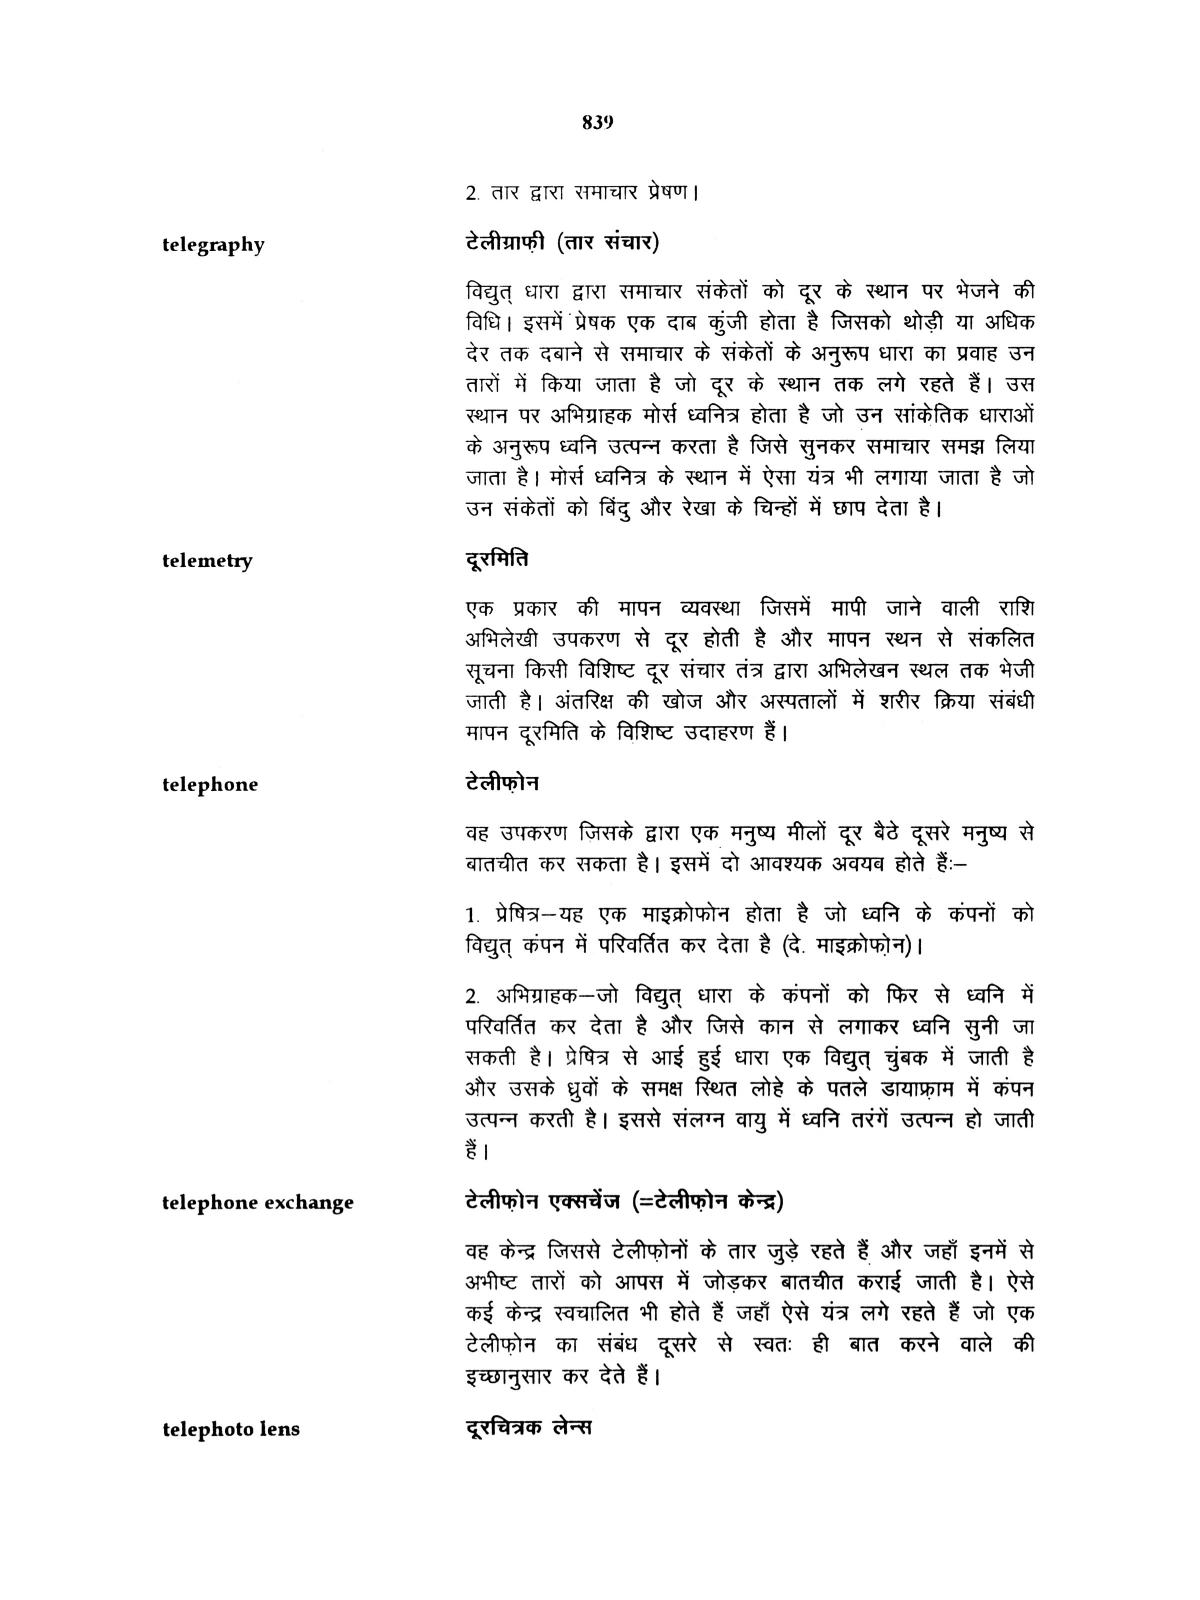 839
2. तार द्वारा समाचार प्रेषण।
telegraphy टेलीग्राफी (तार संचार)
विद्युत् धारा द्वारा समाचार संकेतों को दूर के स्थान पर भेजने की
विधि। इसमें प्रेषक एक दाब कुंजी होता है जिसको थोड़ी या अधिक
देर तक दबाने से समाचार के संकेतों के अनुरूप धारा का प्रवाह उन
तारों में किया जाता है जो दूर के स्थान तक लगे रहते हैं। उस
स्थान पर अभिग्राहक मोर्स ध्वनित्र होता है जो उन सांकेतिक धाराओं
के अनुरूप ध्वनि उत्पन्न करता है जिसे सुनकर समाचार समझ लिया
जाता है। मोर्स ध्वनित्र के स्थान में ऐसा यंत्र भी लगाया जाता है जो
उन संकेतों को बिंदु और रेखा के चिन्हों में छाप देता है।
telemetry दूरमिति
एक प्रकार की मापन व्यवस्था जिसमें मापी जाने वाली राशि
अभिलेखी उपकरण से दूर होती है और मापन स्थन से संकलित
सूचना किसी विशिष्ट दूर संचार तंत्र द्वारा अभिलेखन स्थल तक भेजी
जाती है। अंतरिक्ष की खोज और अस्पतालों में शरीर क्रिया संबंधी
मापन दूरमिति के विशिष्ट उदाहरण हैं।
telephone टेलीफ़ोन
वह उपकरण जिसके द्वारा एक मनुष्य मीलों दूर बैठे दूसरे मनुष्य से
बातचीत कर सकता है। इसमें दो आवश्यक अवयव होते हैं:–
1. प्रेषित्र–यह एक माइक्रोफोन होता है जो ध्वनि के कंपनों को
विद्युत् कंपन में परिवर्तित कर देता है (दे. माइक्रोफ़ोन)।
2. अभिग्राहक–जो विद्युत् धारा के कंपनों को फिर से ध्वनि में
परिवर्तित कर देता है और जिसे कान से लगाकर ध्वनि सुनी जा
सकती है। प्रेषित्र से आई हुई धारा एक विद्युत् चुंबक में जाती है
और उसके ध्रुवों के समक्ष स्थित लोहे के पतले डायाफ़्राम में कंपन
उत्पन्न करती है। इससे संलग्न वायु में ध्वनि तरंगें उत्पन्न हो जाती
हैं।
telephone exchange टेलीफ़ोन एक्सचेंज (=टेलीफ़ोन केन्द्र)
वह केन्द्र जिससे टेलीफ़ोनों के तार जुड़े रहते हैं और जहाँ इनमें से
अभीष्ट तारों को आपस में जोड़कर बातचीत कराई जाती है। ऐसे
कई केन्द्र स्वचालित भी होते हैं जहाँ ऐसे यंत्र लगे रहते हैं जो एक
टेलीफ़ोन का संबंध दूसरे से स्वतः ही बात करने वाले की
इच्छानुसार कर देते हैं।
telephoto lens दूरचित्रक लेन्स